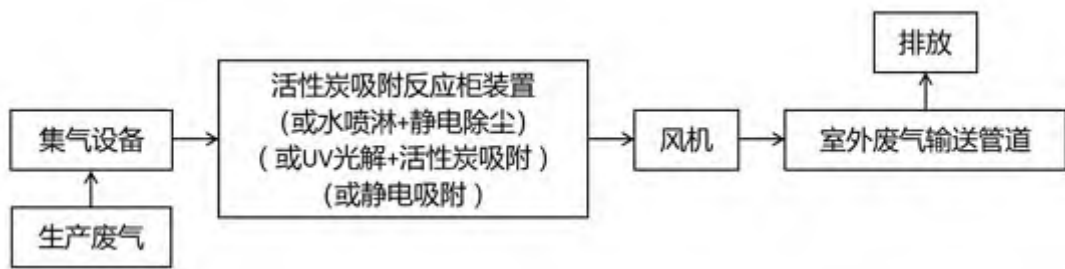 排放
活性炭吸附反应柜装置
(或水喷淋+静电除尘)
(或UV光解+活性炭吸附)
(或静电吸附)
集气设备
风机
室外废气输送管道
生产废气